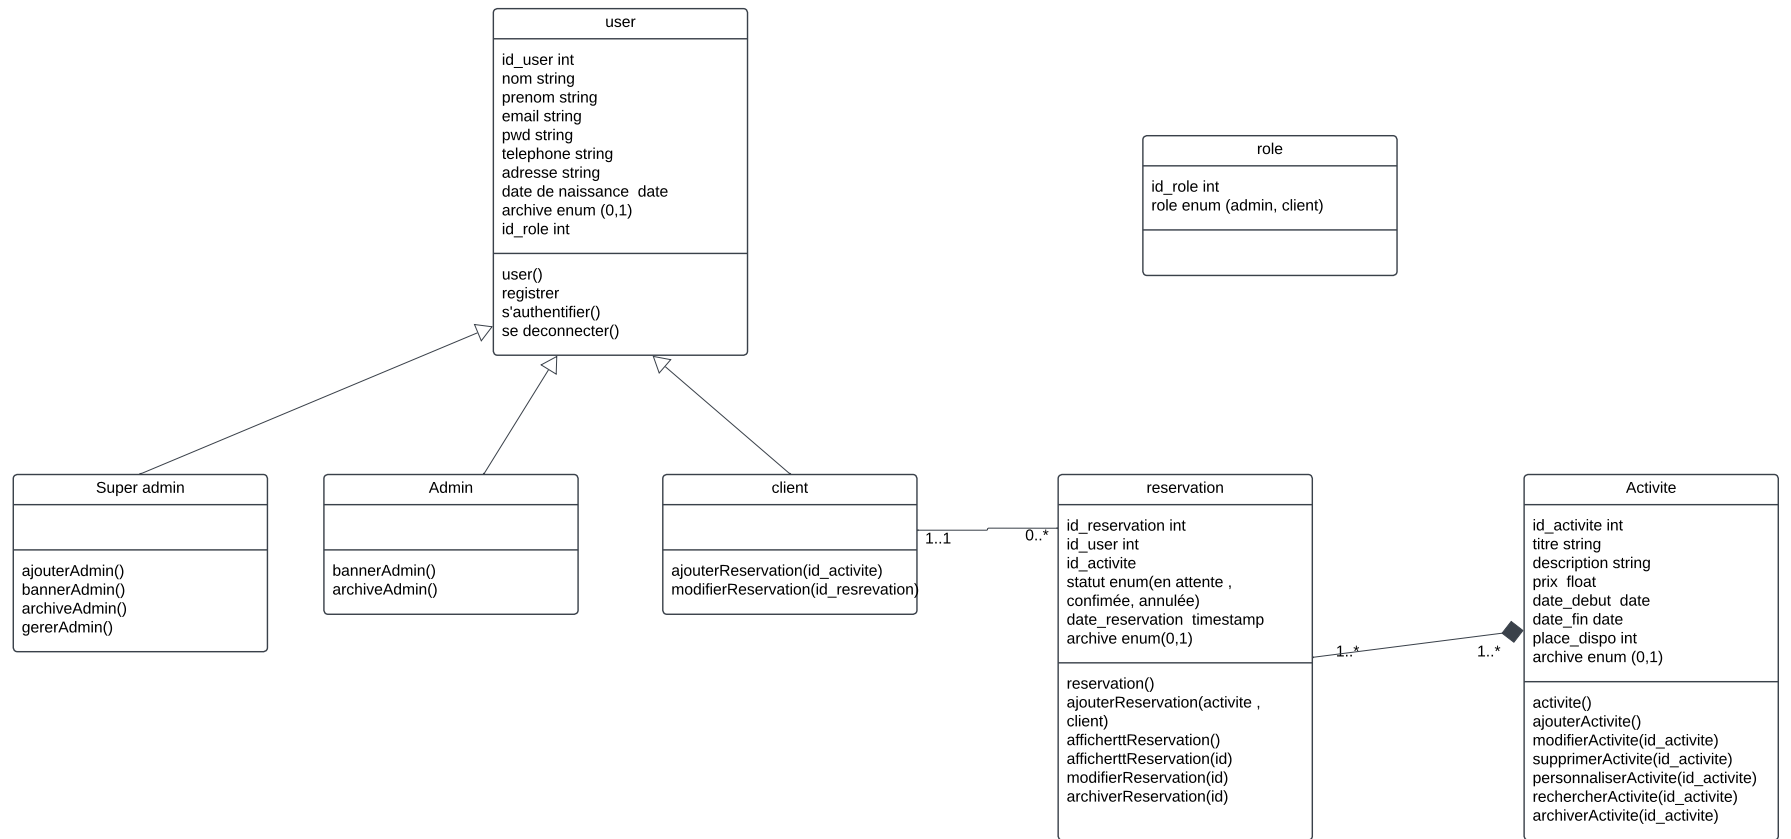 user
id_user int
nom string
prenom string
email string
pwd string
telephone string
adresse string
date de naissance  date
archive enum (0,1)
id_role int
user()
registrer
s'authentifier()
se deconnecter()
role
id_role int
role enum (admin, client)
Super admin
ajouterAdmin()
bannerAdmin()
archiveAdmin()
gererAdmin()
Admin
bannerAdmin()
archiveAdmin()
client
ajouterReservation(id_activite)
modifierReservation(id_resrevation)
1..1
0..*
reservation
id_reservation int
id_user int
id_activite
statut enum(en attente ,
confimée, annulée)
date_reservation  timestamp
archive enum(0,1)
reservation()
ajouterReservation(activite ,
client)
afficherttReservation()
afficherttReservation(id)
modifierReservation(id)
archiverReservation(id)
1..*
1..*
Activite
id_activite int
titre string
description string
prix  float
date_debut  date
date_fin date
place_dispo int
archive enum (0,1)
activite()
ajouterActivite()
modifierActivite(id_activite)
supprimerActivite(id_activite)
personnaliserActivite(id_activite)
rechercherActivite(id_activite)
archiverActivite(id_activite)